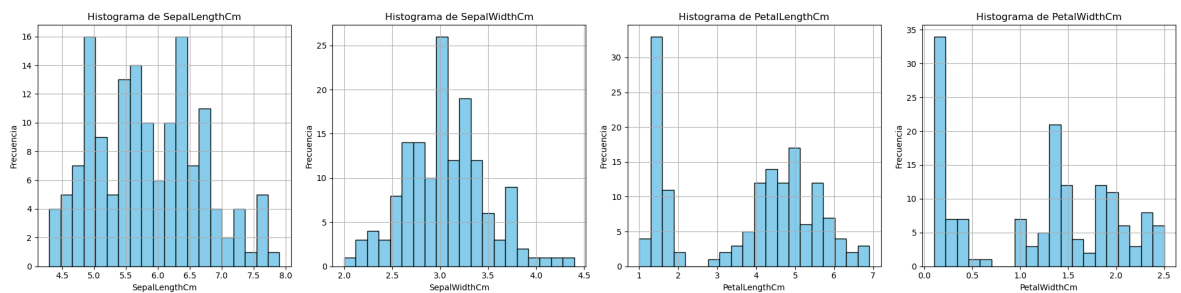 Histograma de SepalLengthCm
16
14
12
10
8
6
4
2
0
Frecuencia
4.5 5.0 5.5 6.0 6.5 7.0 7.5 8.0
SepalLengthCm
Histograma de SepalWidthCm
25
20
15
10
5
0
Frecuencia
2.0 2.5 3.0 3.5 4.0 4.5
SepalWidthCm
Histograma de PetalLengthCm
30
25
20
15
10
5
0
Frecuencia
1 2 3 4 5 6 7
PetalLengthCm
Histograma de PetalWidthCm
35
30
25
20
15
10
5
0
Frecuencia
0.0 0.5 1.0 1.5 2.0 2.5
PetalWidthCm